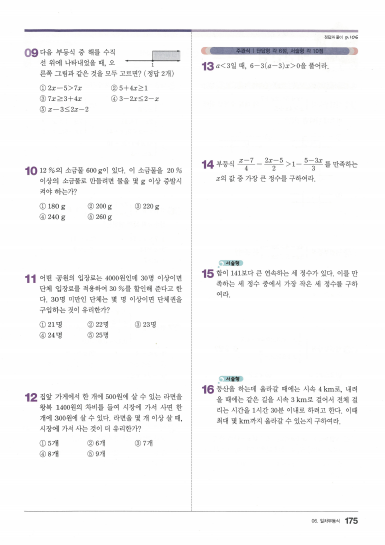 정답과 풀이 p.106
09 다음 부등식 중 해를 수직
선 위에 나타내었을 때, 오
른쪽 그림과 같은 것을 모두 고르면? (정답 2개)
1
① 2x-5>7x ② 5+4x≥1
③ 7x≥3+4x ④ 3-2x≤2-x
⑤ x-3≤2x-2
10 12 %의 소금물 600 g이 있다. 이 소금물을 20 %
이상의 소금물로 만들려면 물을 몇 g 이상 증발시
켜야 하는가?
① 180 g ② 200 g ③ 220 g
④ 240 g ⑤ 260 g
11 어떤 공원의 입장료는 4000원인데 30명 이상이면
단체 입장료를 적용하여 30 %를 할인해 준다고 한
다. 30명 미만인 단체는 몇 명 이상이면 단체권을
구입하는 것이 유리한가?
① 21명 ② 22명 ③ 23명
④ 24명 ⑤ 25명
12 집앞 가게에서 한 개에 500원에 살 수 있는 라면을
왕복 1400원의 차비를 들여 시장에 가서 사면 한
개에 300원에 살 수 있다. 라면을 몇 개 이상 살 때,
시장에 가서 사는 것이 더 유리한가?
① 5개 ② 6개 ③ 7개
④ 8개 ⑤ 9개
주관식 | 단답형 각 6점, 서술형 각 10점
13 a<3일 때, 6-3(a-3)x>0을 풀어라.
14 부등식 (x-7)/4 - (2x-5)/2 >1- (5-3x)/3 를 만족하는
x의 값 중 가장 큰 정수를 구하여라.
서술형
15 합이 141보다 큰 연속하는 세 정수가 있다. 이를 만
족하는 세 정수 중에서 가장 작은 세 정수를 구하
여라.
서술형
16 등산을 하는데 올라갈 때에는 시속 4 km로, 내려
올 때에는 같은 길을 시속 3 km로 걸어서 전체 걸
리는 시간을 1시간 30분 이내로 하려고 한다. 이때
최대 몇 km까지 올라갈 수 있는지 구하여라.
06. 일차부등식 175